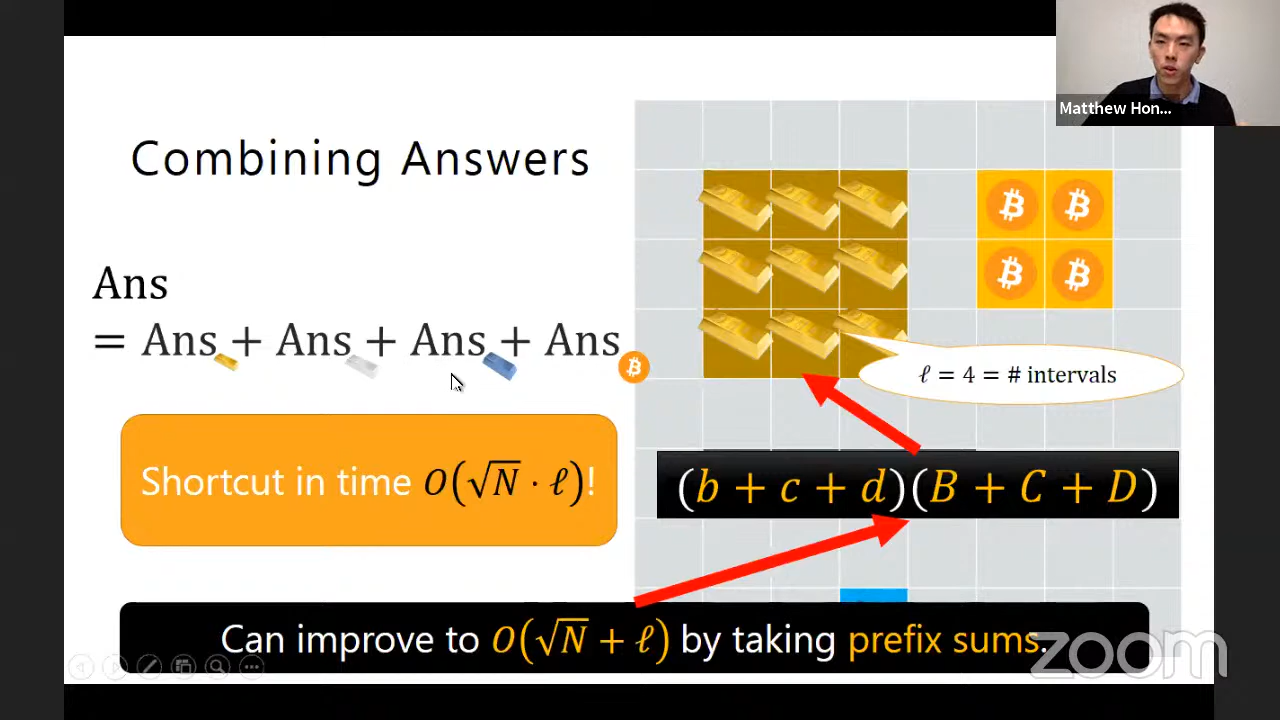 Matthew Hon...
Combining Answers
Ans
= Ans + Ans + Ans + Ans
ℓ = 4 = # intervals
Shortcut in time O(√N · ℓ)!
(b + c + d)(B + C + D)
Can improve to O(√N + ℓ) by taking prefix sums.
zoom